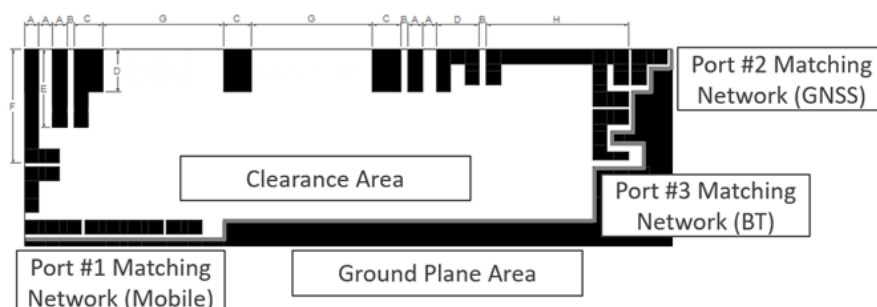 A A A B C G C G C B A A D B H
D
E
F
Port #2 Matching
Network (GNSS)
Clearance Area
Port #3 Matching
Network (BT)
Port #1 Matching
Network (Mobile)
Ground Plane Area